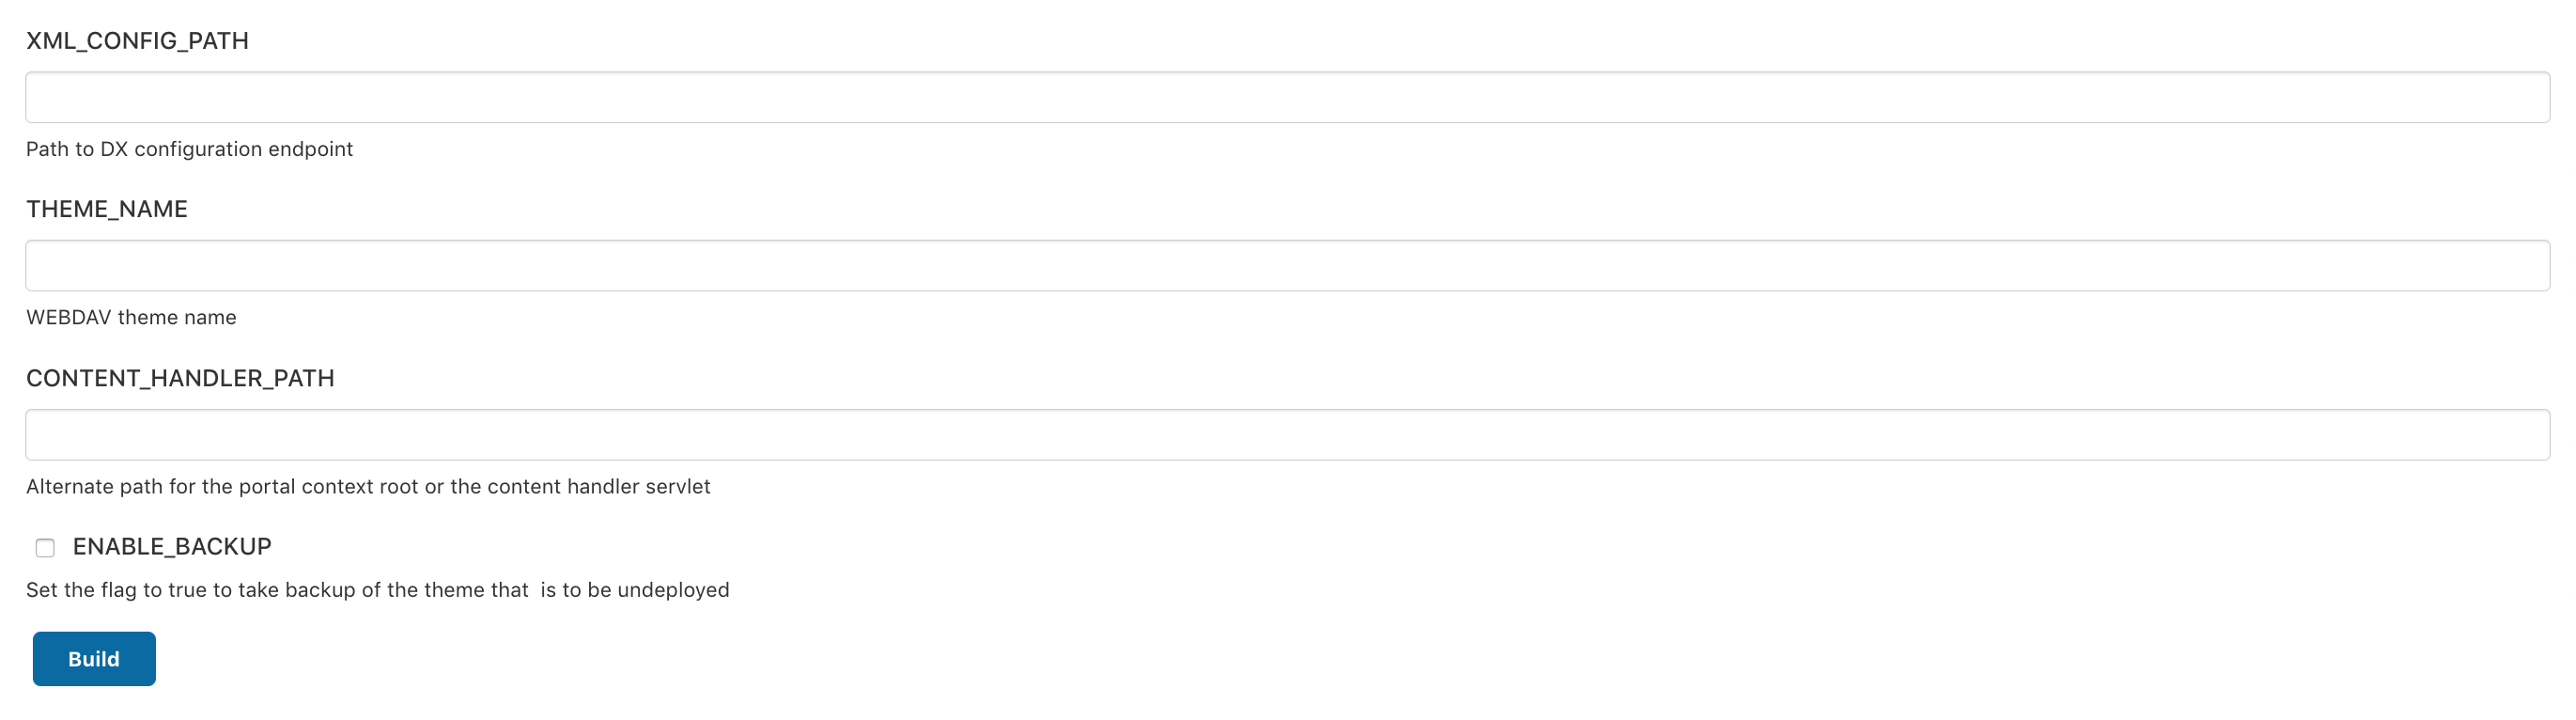 XML_CONFIG_PATH
Path to DX configuration endpoint
THEME_NAME
WEBDAV theme name
CONTENT_HANDLER_PATH
Alternate path for the portal context root or the content handler servlet
ENABLE_BACKUP
Set the flag to true to take backup of the theme that  is to be undeployed
Build